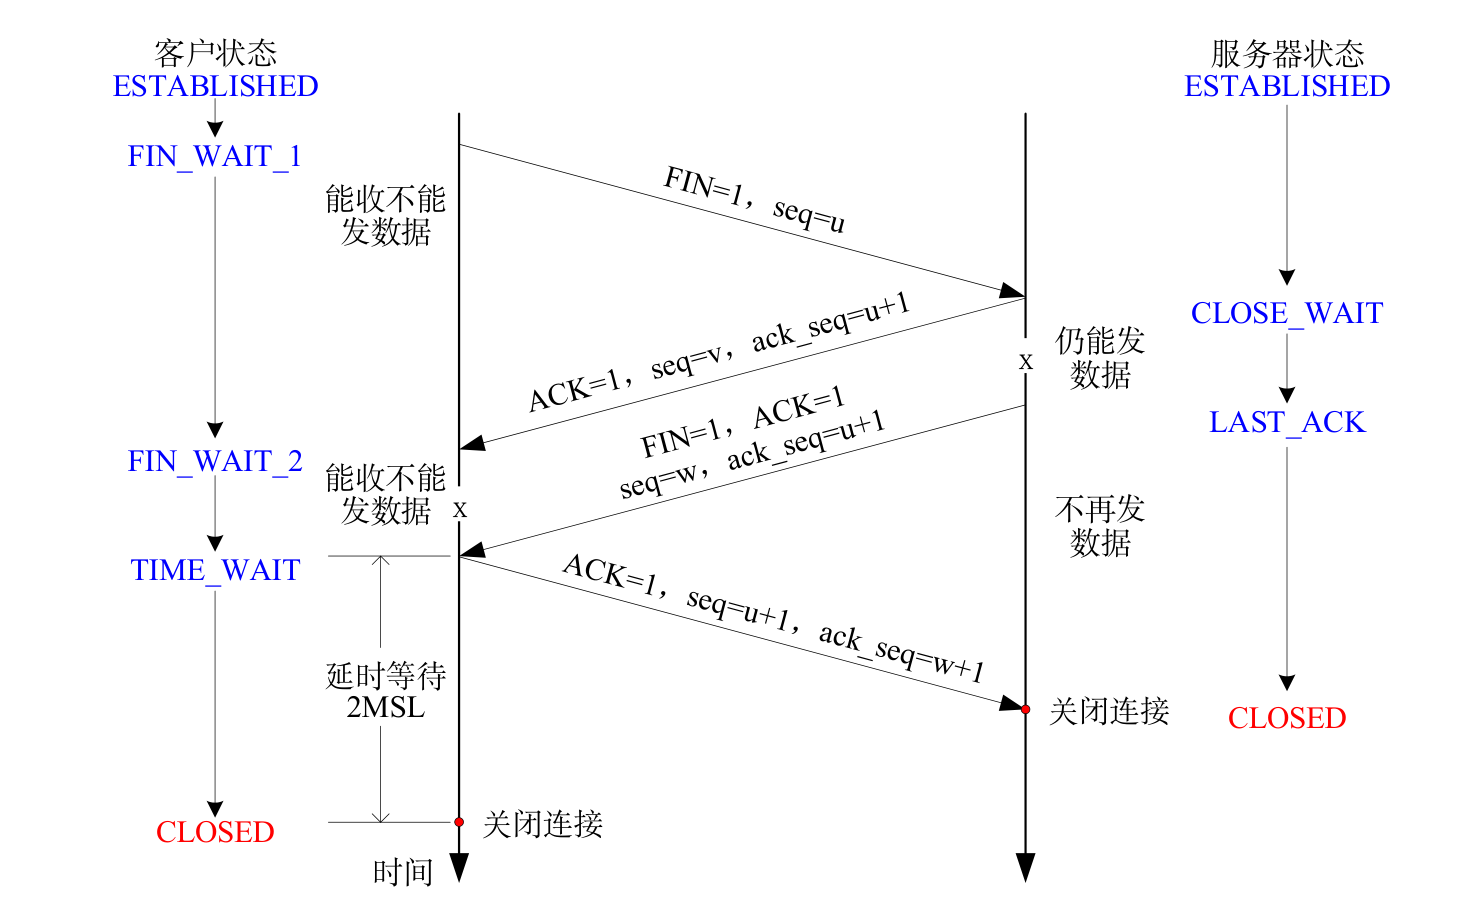 客户状态
ESTABLISHED
服务器状态
ESTABLISHED
FIN_WAIT_1
能收不能
发数据
FIN=1，seq=u
CLOSE_WAIT
ACK=1，seq=v，ack_seq=u+1
x
仍能发
数据
LAST_ACK
FIN=1，ACK=1
seq=w，ack_seq=u+1
FIN_WAIT_2
能收不能
发数据
x
不再发
数据
TIME_WAIT
ACK=1，seq=u+1，ack_seq=w+1
延时等待
2MSL
关闭连接
CLOSED
CLOSED
关闭连接
时间